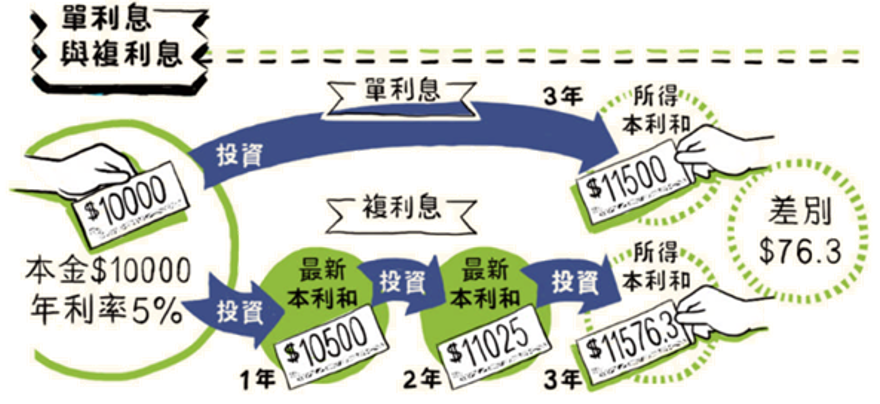 單利息
與複利息
單利息
投資
3年
所得
本利和
$11500
$10000
本金$10000
年利率5%
複利息
投資
最新
本利和
$10500
1年
投資
最新
本利和
$11025
2年
投資
所得
本利和
$11576.3
3年
差別
$76.3